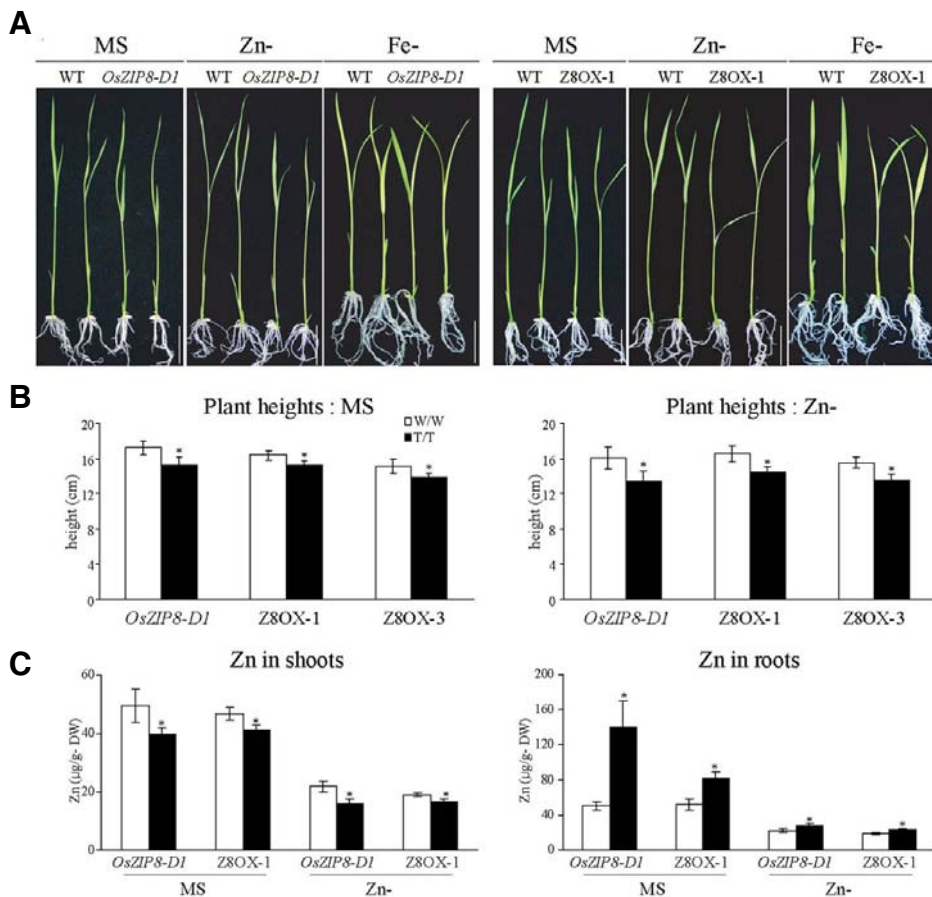 A
MS Zn- Fe- MS Zn- Fe-
WT OsZIP8-D1 WT OsZIP8-D1 WT OsZIP8-D1 WT Z8OX-1 WT Z8OX-1 WT Z8OX-1
B
Plant heights : MS
W/W
T/T
height (cm)
20
16
12
8
4
0
* * *
OsZIP8-D1 Z8OX-1 Z8OX-3
Plant heights : Zn-
height (cm)
20
16
12
8
4
0
* * *
OsZIP8-D1 Z8OX-1 Z8OX-3
C
Zn in shoots
Zn (μg/g- DW)
60
40
20
0
* * * *
OsZIP8-D1 Z8OX-1 OsZIP8-D1 Z8OX-1
MS Zn-
Zn in roots
Zn (μg/g- DW)
200
160
120
80
40
0
* * * *
OsZIP8-D1 Z8OX-1 OsZIP8-D1 Z8OX-1
MS Zn-